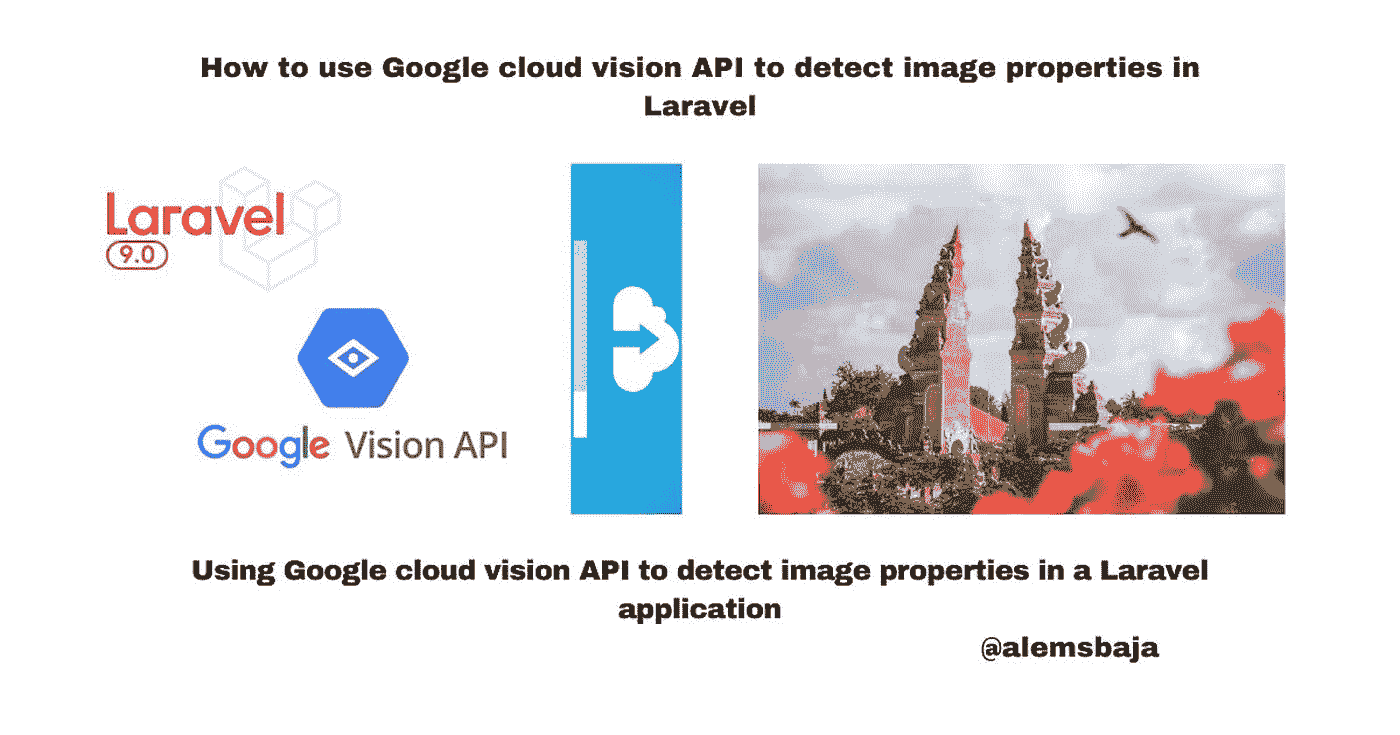 How to use Google cloud vision API to detect image properties in
Laravel
Laravel
9.0
Google Vision API
Using Google cloud vision API to detect image properties in a Laravel
application
@alemsbaja